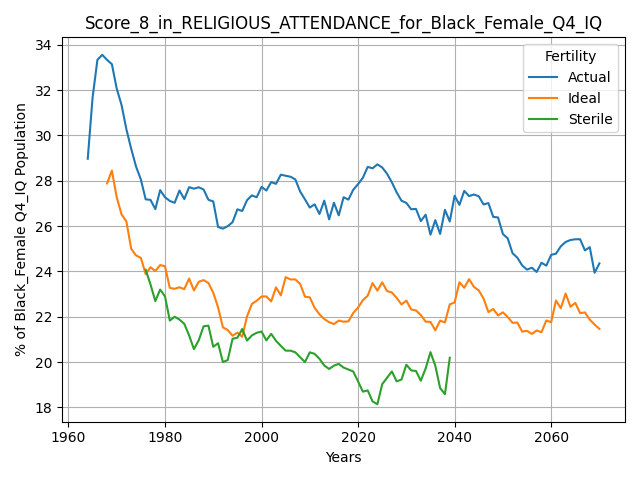 Score_8_in_RELIGIOUS_ATTENDANCE_for_Black_Female_Q4_IQ
34
32
30
28
26
24
22
20
18
% of Black_Female Q4_IQ Population
Fertility
Actual
Ideal
Sterile
1960
1980
2000
2020
2040
2060
Years